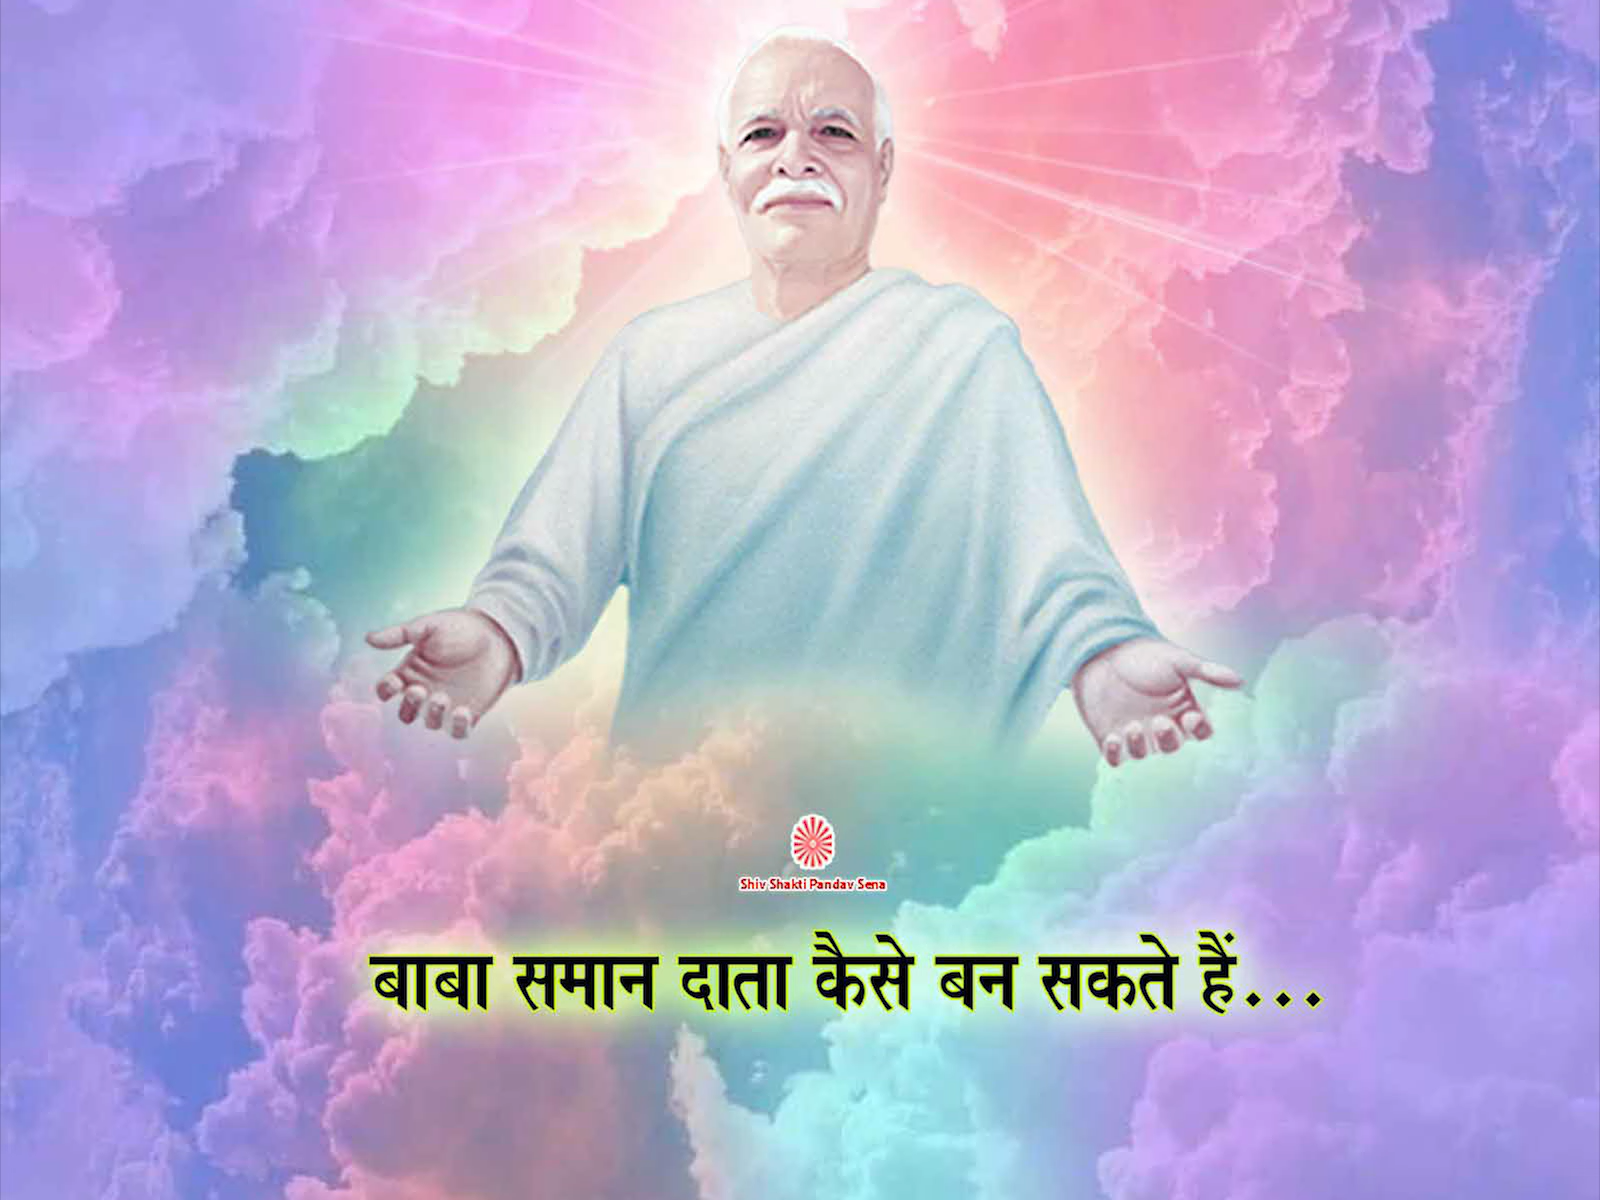 Shiv Shakti Pandav Sena
बाबा समान दाता कैसे बन सकते हैं...